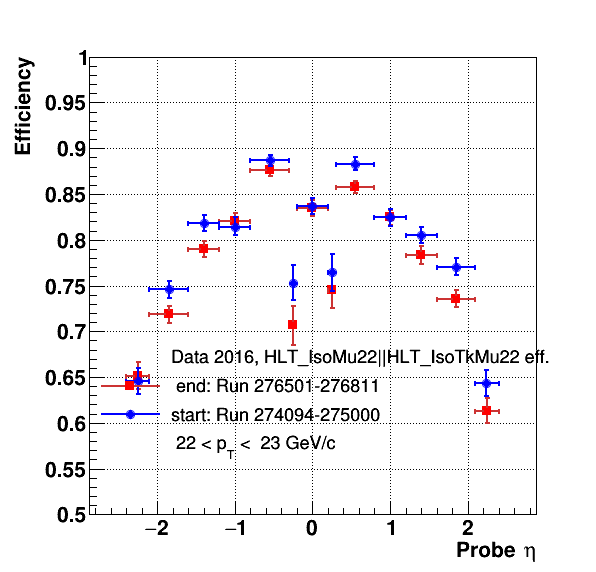 Efficiency
1
0.95
0.9
0.85
0.8
0.75
0.7
0.65
0.6
0.55
0.5
Data 2016, HLT_IsoMu22||HLT_IsoTkMu22 eff.
end: Run 276501-276811
start: Run 274094-275000
22 < p_T < 23 GeV/c
−2 −1 0 1 2
Probe η